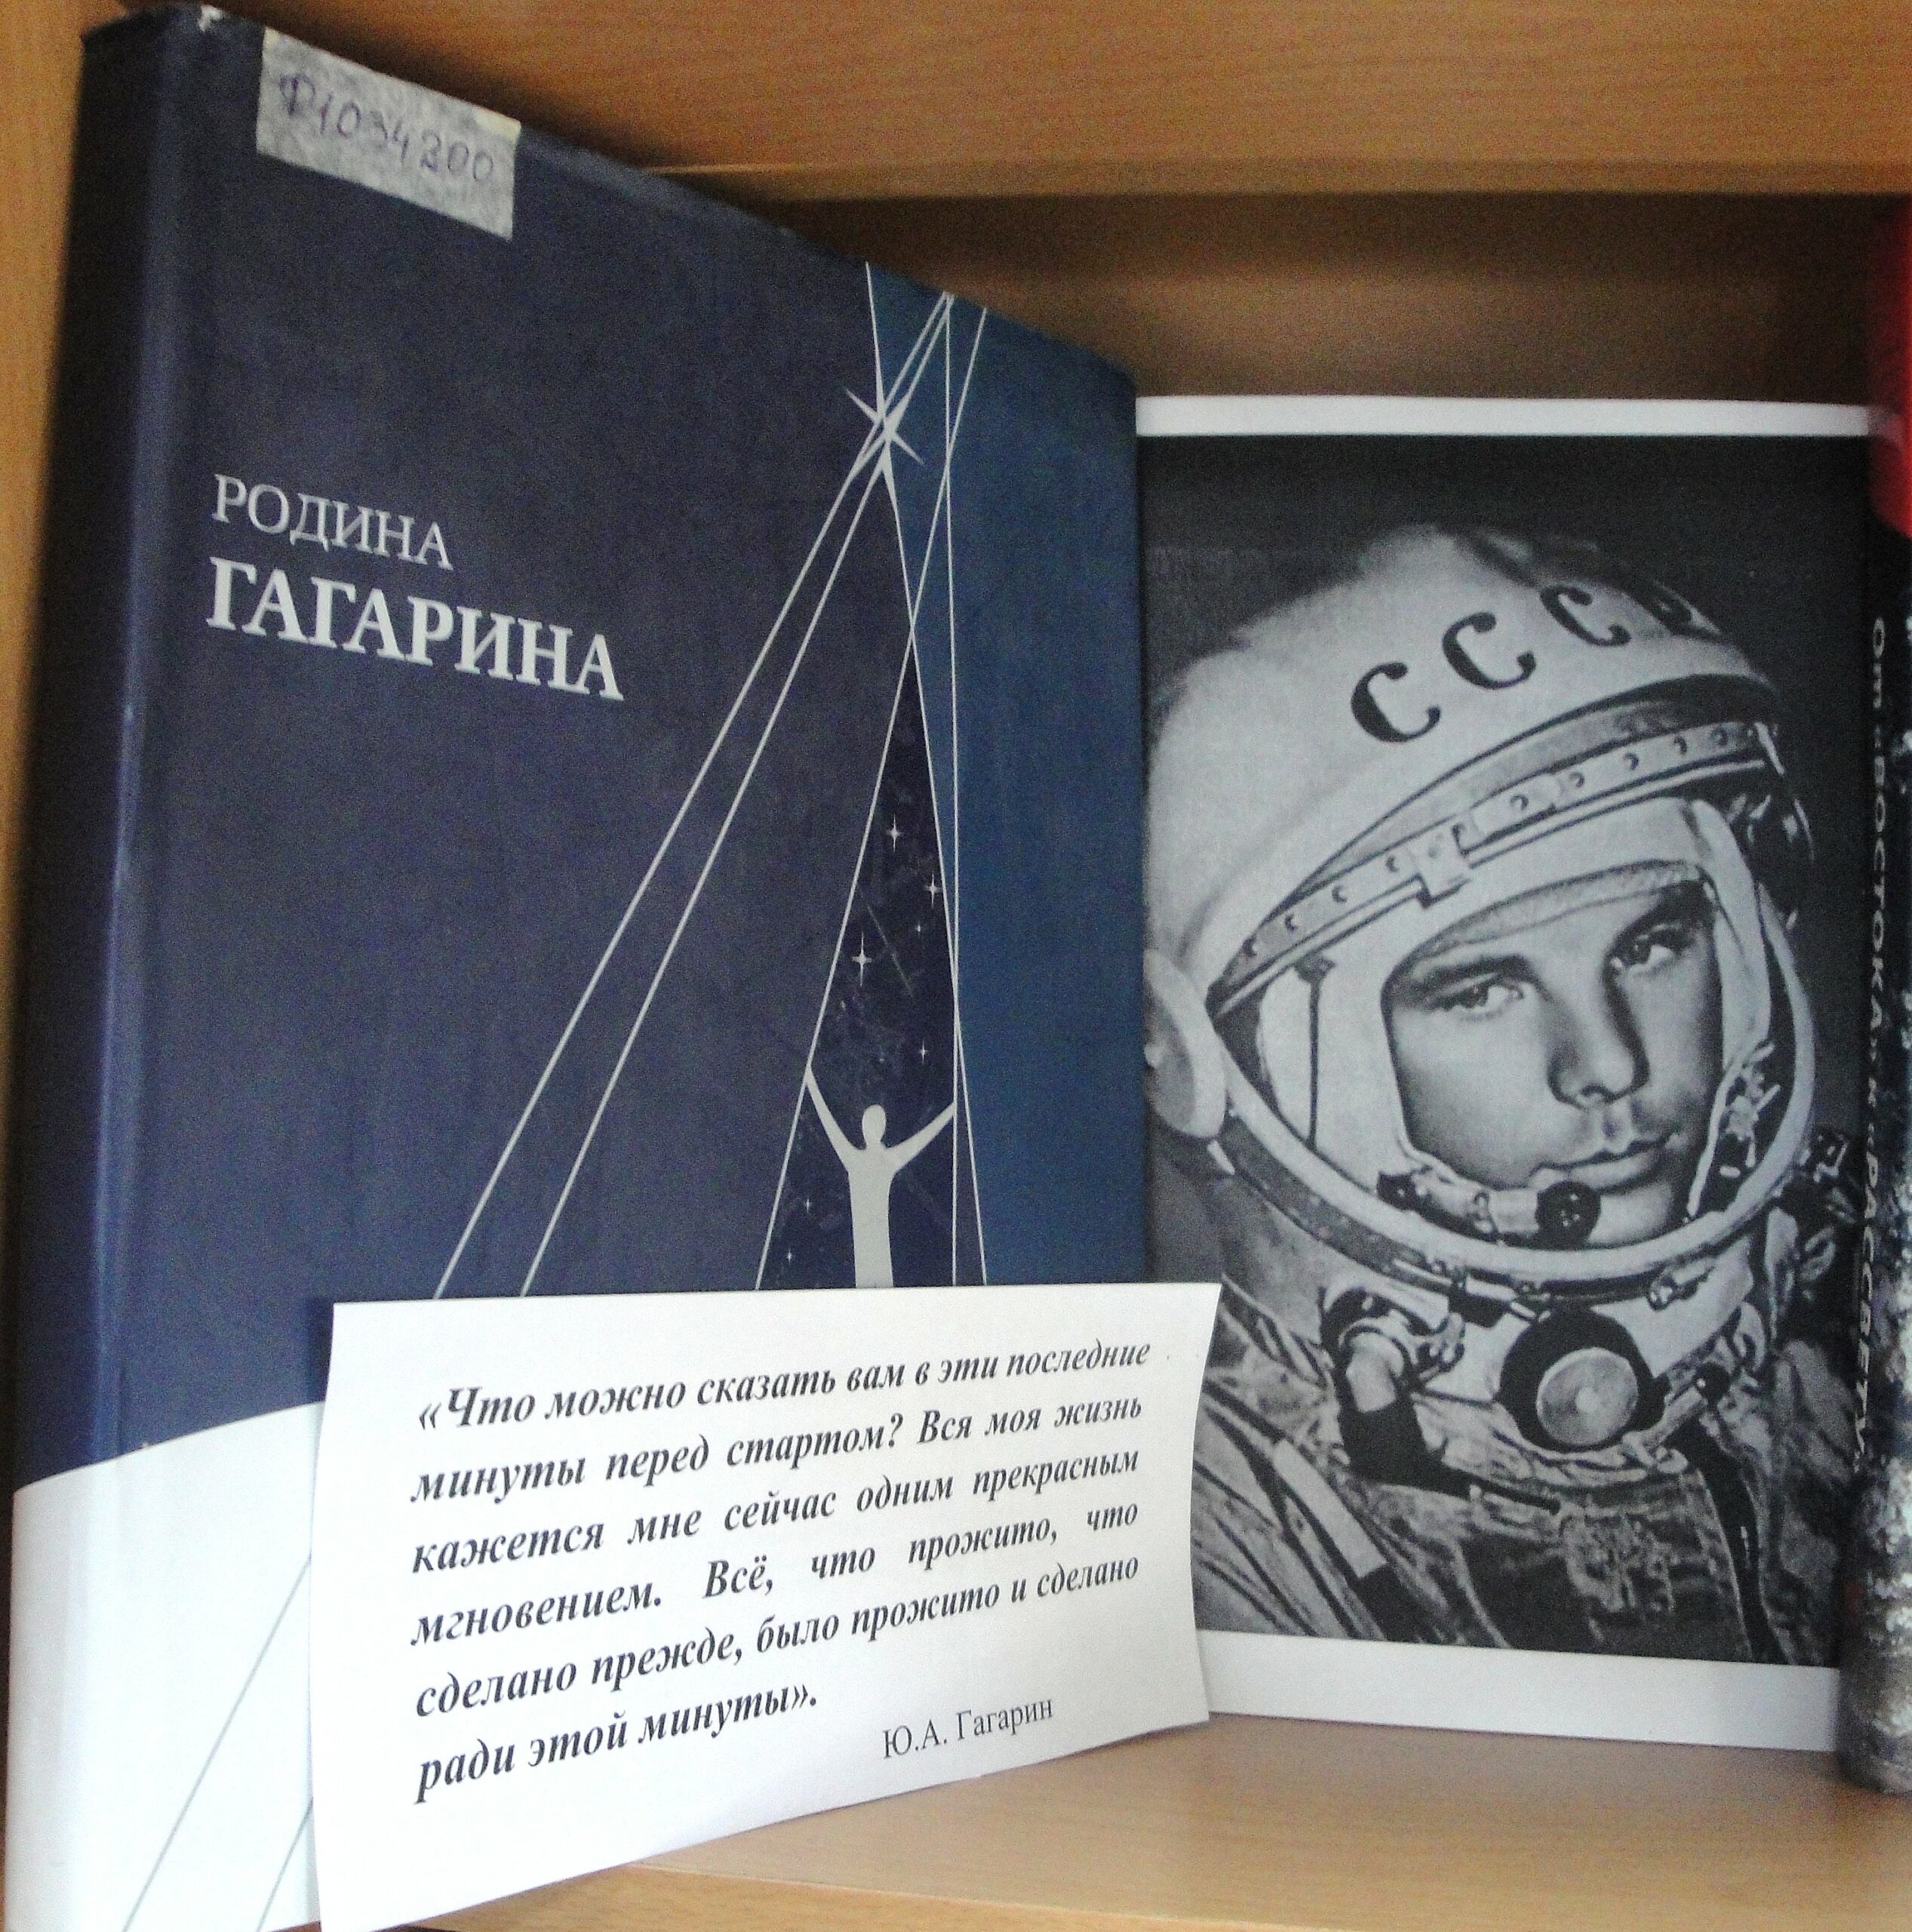 Ф1034200
РОДИНА
ГАГАРИНА
СССР
«Что можно сказать вам в эти последние
минуты перед стартом? Вся моя жизнь
кажется мне сейчас одним прекрасным
мгновением. Всё, что прожито, что
сделано прежде, было прожито и сделано
ради этой минуты».
Ю.А. Гагарин